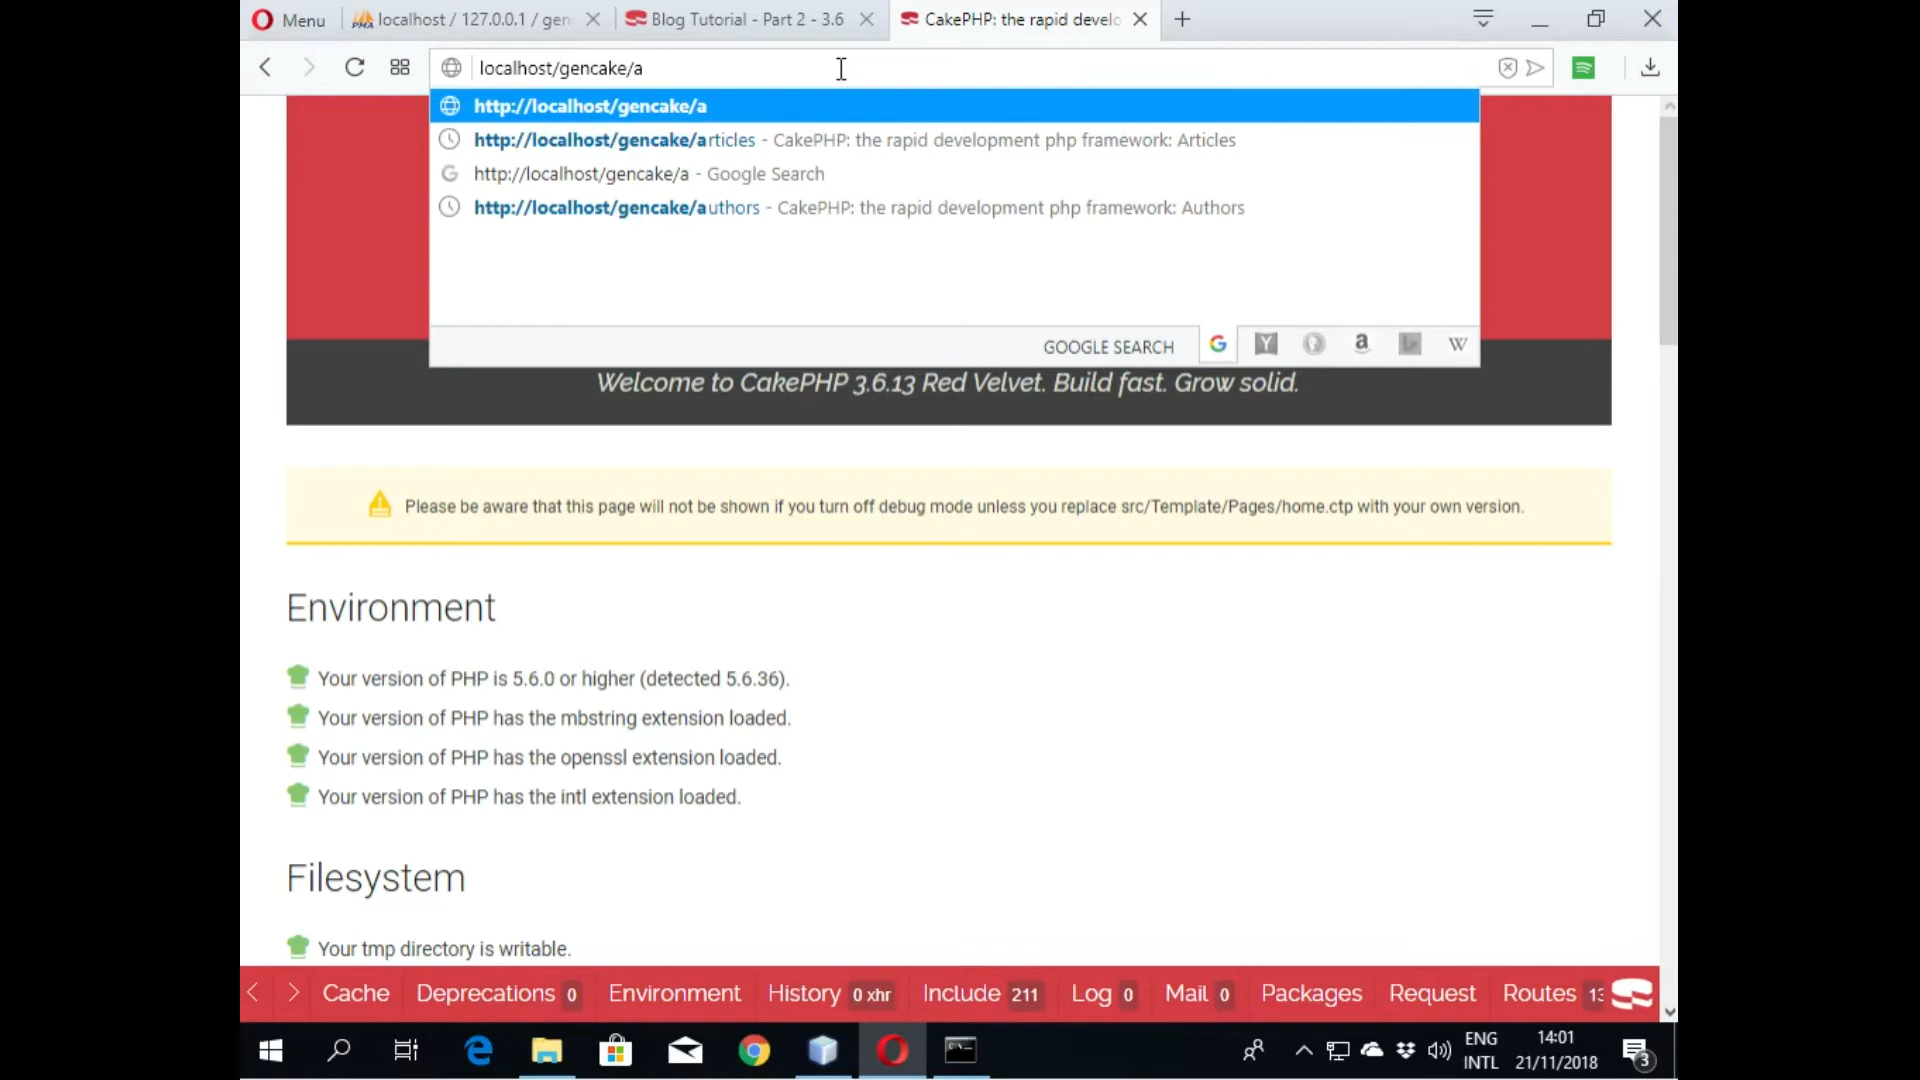 Menu
localhost / 127.0.0.1 / gen
Blog Tutorial - Part 2 - 3.6
CakePHP: the rapid develo
localhost/gencake/a
http://localhost/gencake/a
http://localhost/gencake/articles - CakePHP: the rapid development php framework: Articles
http://localhost/gencake/a - Google Search
http://localhost/gencake/authors - CakePHP: the rapid development php framework: Authors
GOOGLE SEARCH
Welcome to CakePHP 3.6.13 Red Velvet. Build fast. Grow solid.
Please be aware that this page will not be shown if you turn off debug mode unless you replace src/Template/Pages/home.ctp with your own version.
Environment
Your version of PHP is 5.6.0 or higher (detected 5.6.36).
Your version of PHP has the mbstring extension loaded.
Your version of PHP has the openssl extension loaded.
Your version of PHP has the intl extension loaded.
Filesystem
Your tmp directory is writable.
Cache Deprecations 0 Environment History 0 xhr Include 211 Log 0 Mail 0 Packages Request Routes 13
ENG 14:01
INTL 21/11/2018 3